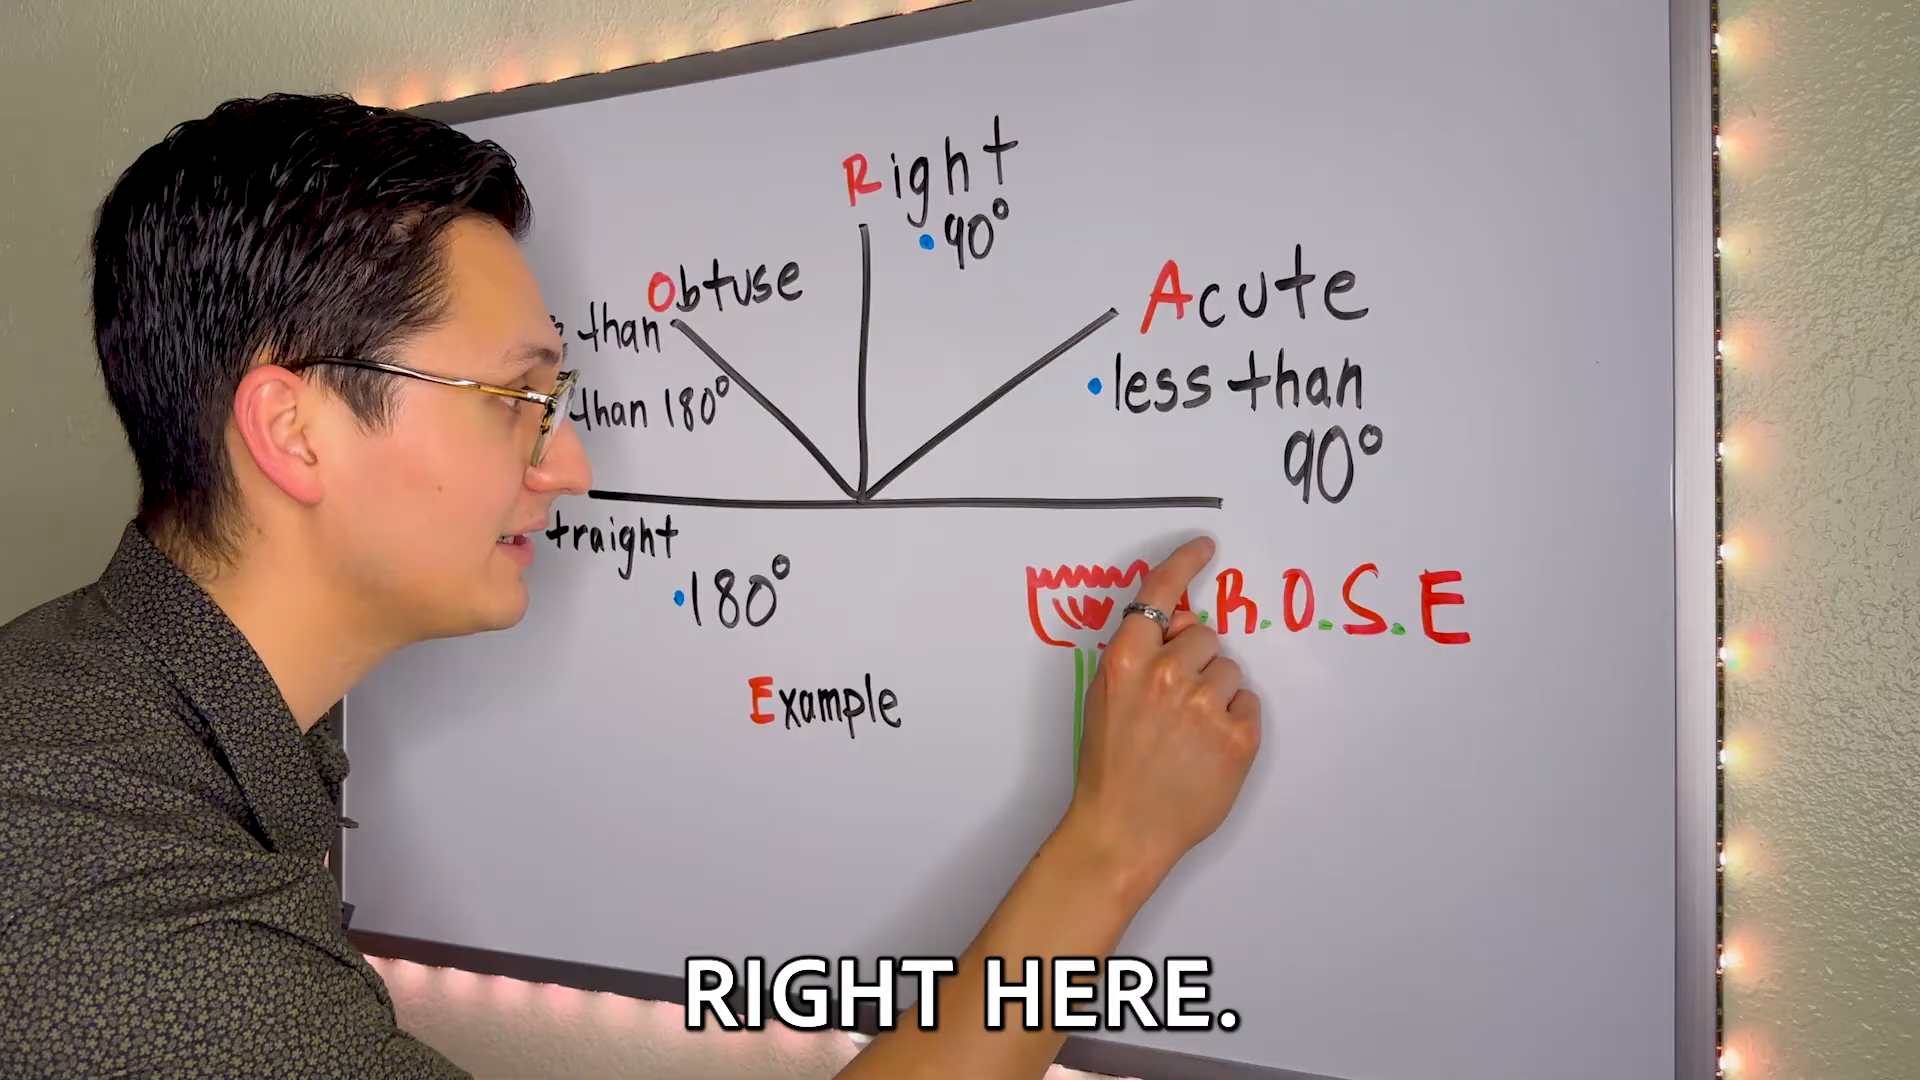 Right
90°
Obtuse
than
than 180°
Acute
less than
90°
traight
180°
.R.O.S.E
Example
RIGHT HERE.